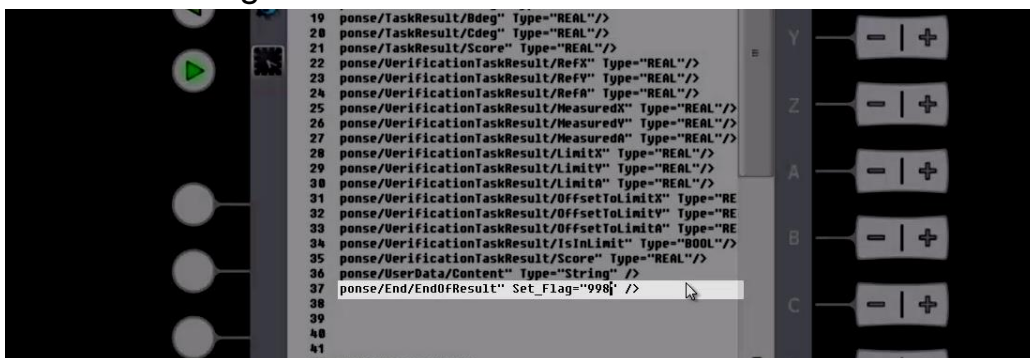 19 ponse/TaskResult/Bdeg" Type="REAL"/>
20 ponse/TaskResult/Cdeg" Type="REAL"/>
21 ponse/TaskResult/Score" Type="REAL"/>
22 ponse/VerificationTaskResult/RefX" Type="REAL"/>
23 ponse/VerificationTaskResult/RefY" Type="REAL"/>
24 ponse/VerificationTaskResult/RefA" Type="REAL"/>
25 ponse/VerificationTaskResult/MeasuredX" Type="REAL"/>
26 ponse/VerificationTaskResult/MeasuredY" Type="REAL"/>
27 ponse/VerificationTaskResult/MeasuredA" Type="REAL"/>
28 ponse/VerificationTaskResult/LimitX" Type="REAL"/>
29 ponse/VerificationTaskResult/LimitY" Type="REAL"/>
30 ponse/VerificationTaskResult/LimitA" Type="REAL"/>
31 ponse/VerificationTaskResult/OffsetToLimitX" Type="RE
32 ponse/VerificationTaskResult/OffsetToLimitY" Type="RE
33 ponse/VerificationTaskResult/OffsetToLimitA" Type="RE
34 ponse/VerificationTaskResult/IsInLimit" Type="BOOL"/>
35 ponse/VerificationTaskResult/Score" Type="REAL"/>
36 ponse/UserData/Content" Type="String" />
37 ponse/End/EndOfResult" Set_Flag="998" />
38
39
40
41
Y - | +
Z - | +
A - | +
B - | +
C - | +